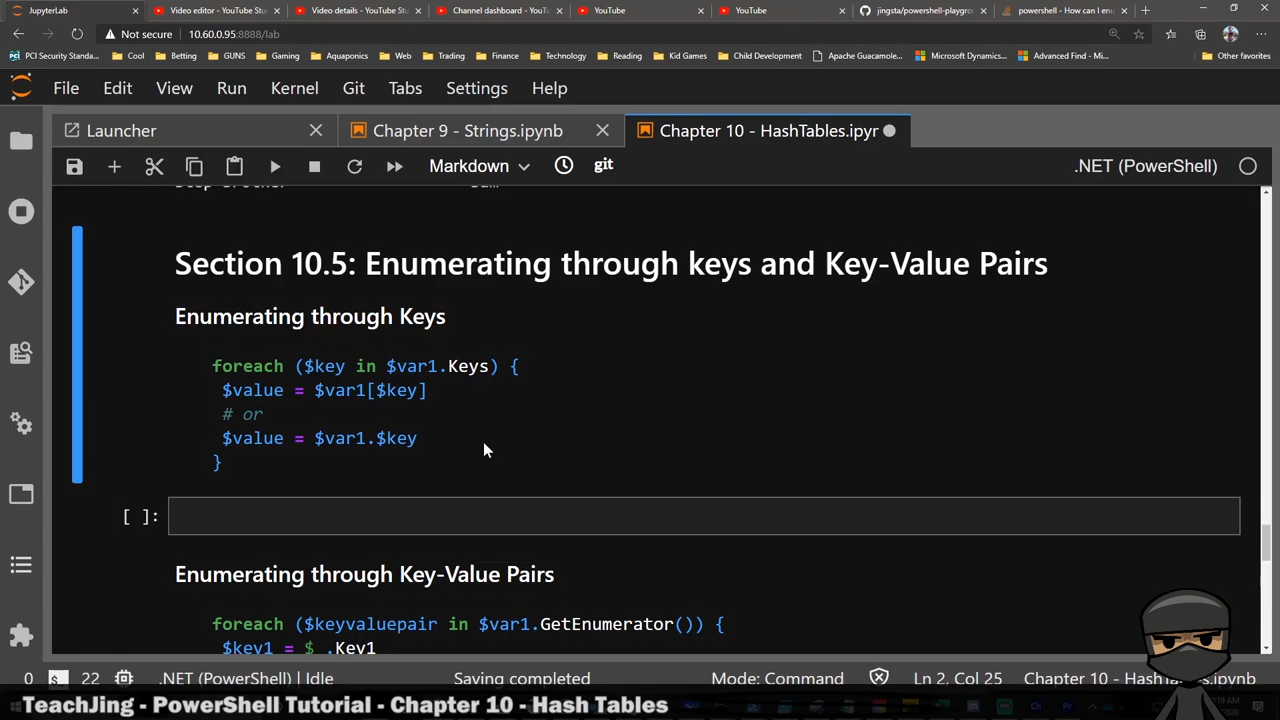 JupyterLab
Video editor - YouTube Stu
Video details - YouTube Stu
Channel dashboard - YouTu
YouTube
YouTube
jingsta/powershell-playgro
powershell - How can I enu
Not secure 10.60.0.95:8888/lab
PCI Security Standa...
Cool
Betting
GUNS
Gaming
Aquaponics
Web
Trading
Finance
Technology
Reading
Kid Games
Child Development
Apache Guacamole...
Microsoft Dynamics...
Advanced Find - Mi...
Other favorites
File Edit View Run Kernel Git Tabs Settings Help
Launcher
Chapter 9 - Strings.ipynb
Chapter 10 - HashTables.ipyr
Markdown
git
.NET (PowerShell)
Section 10.5: Enumerating through keys and Key-Value Pairs
Enumerating through Keys
foreach ($key in $var1.Keys) {
$value = $var1[$key]
# or
$value = $var1.$key
}
[ ]:
Enumerating through Key-Value Pairs
foreach ($keyvaluepair in $var1.GetEnumerator()) {
$key1 = $_.Key1
0 $_ 22 .NET (PowerShell) | Idle Saving completed Mode: Command Ln 2, Col 25 Chapter 10 - HashTables.ipynb
TeachJing - PowerShell Tutorial - Chapter 10 - Hash Tables